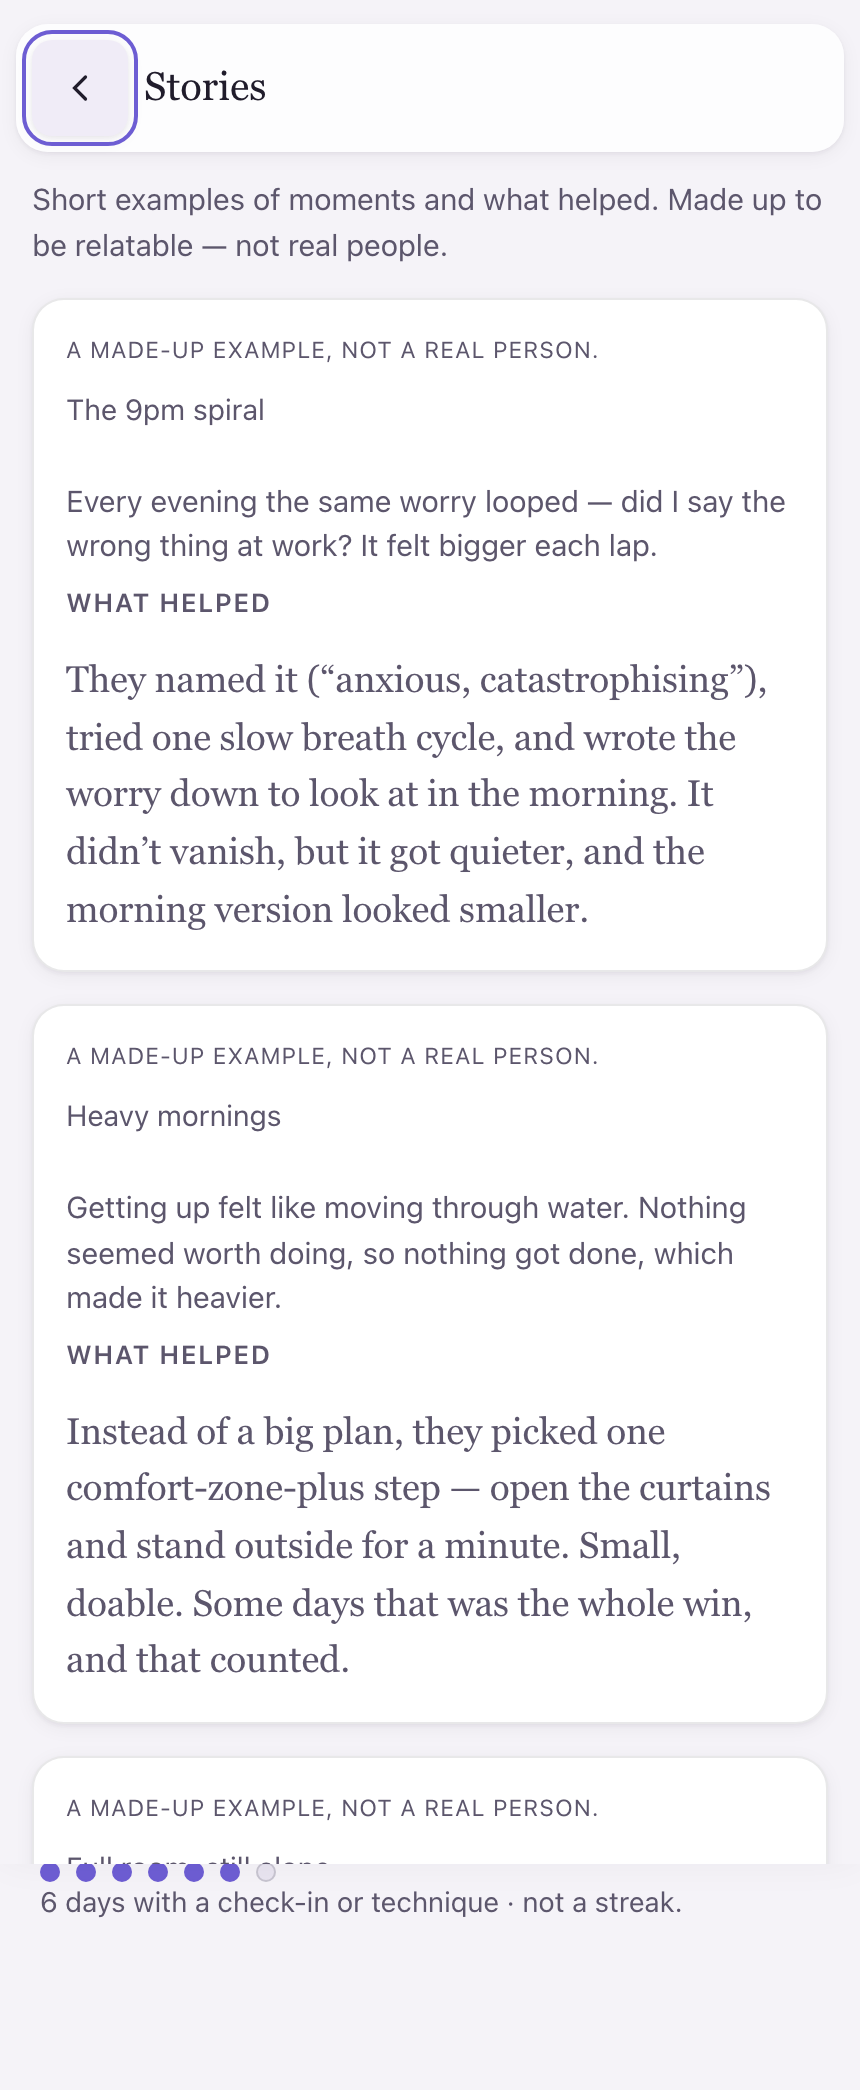 Stories
Short examples of moments and what helped. Made up to
be relatable — not real people.
A MADE-UP EXAMPLE, NOT A REAL PERSON.
The 9pm spiral
Every evening the same worry looped — did I say the
wrong thing at work? It felt bigger each lap.
WHAT HELPED
They named it (“anxious, catastrophising”),
tried one slow breath cycle, and wrote the
worry down to look at in the morning. It
didn’t vanish, but it got quieter, and the
morning version looked smaller.
A MADE-UP EXAMPLE, NOT A REAL PERSON.
Heavy mornings
Getting up felt like moving through water. Nothing
seemed worth doing, so nothing got done, which
made it heavier.
WHAT HELPED
Instead of a big plan, they picked one
comfort-zone-plus step — open the curtains
and stand outside for a minute. Small,
doable. Some days that was the whole win,
and that counted.
A MADE-UP EXAMPLE, NOT A REAL PERSON.
Full room, still alone
6 days with a check-in or technique · not a streak.